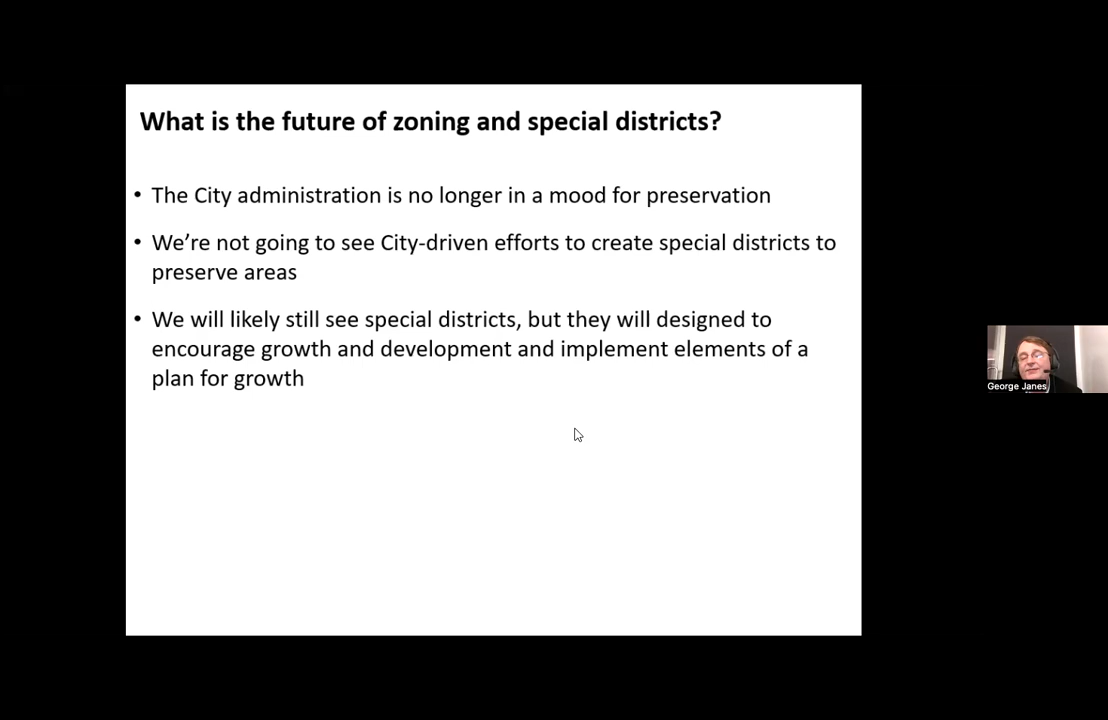 What is the future of zoning and special districts?
• The City administration is no longer in a mood for preservation
• We're not going to see City-driven efforts to create special districts to
preserve areas
• We will likely still see special districts, but they will designed to
encourage growth and development and implement elements of a
plan for growth
George Janes